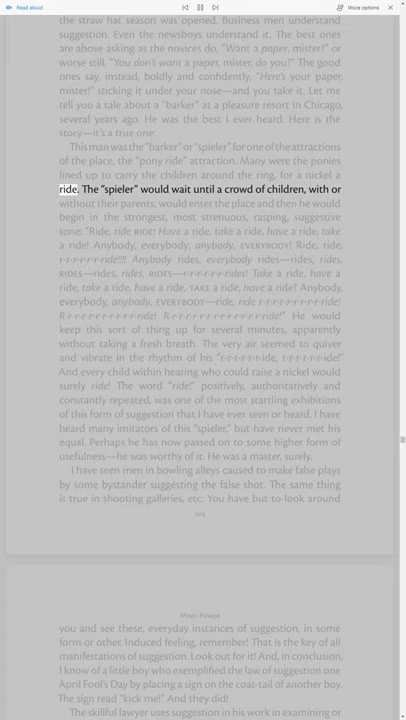 Read aloud
Voice options
the straw hat season was opened. Business men understand
suggestion. Even the newsboys understand it. The best ones
are above asking as the novices do, "Want a paper, mister?" or
worse still, "You don't want a paper, mister, do you?" The good
ones say, instead, boldly and confidently, "Here's your paper,
mister!" sticking it under your nose—and you take it. Let me
tell you a tale about a "barker" at a pleasure resort in Chicago,
several years ago. He was the best I ever heard. Here is the
story—it's a true one:
This man was the "barker" or "spieler" for one of the attractions
of the place, the "pony ride" attraction. Many were the ponies
lined up to carry the children around the ring, for a nickel a
ride. The "spieler" would wait until a crowd of children, with or
without their parents, would enter the place and then he would
begin in the strongest, most strenuous, rasping, suggestive
tone: "Ride, ride RIDE! Have a ride, take a ride, have a ride, take
a ride! Anybody, everybody; anybody, EVERYBODY! Ride, ride,
r-r-r-r-r-r-ride!!!! Anybody rides, everybody rides—rides, rides,
RIDES—rides, rides, RIDES—r-r-r-r-r-rides! Take a ride, have a
ride, take a ride, have a ride, TAKE a ride, have a ride? Anybody,
everybody, anybody, EVERYBODY—ride, ride r-r-r-r-r-r-r-r-ride!
R-r-r-r-r-r-r-r-r-ride! R-r-r-r-r-r-r-r-r-r-r-r-ride!" He would
keep this sort of thing up for several minutes, apparently
without taking a fresh breath. The very air seemed to quiver
and vibrate in the rhythm of his "r-r-r-r-ride, r-r-r-r-r-ide!"
And every child within hearing who could raise a nickel would
surely ride! The word "ride!" positively, authoritatively and
constantly repeated, was one of the most startling exhibitions
of this form of suggestion that I have ever seen or heard. I have
heard many imitators of this "spieler," but have never met his
equal. Perhaps he has now passed on to some higher form of
usefulness—he was worthy of it. He was a master, surely.
I have seen men in bowling alleys caused to make false plays
by some bystander suggesting the false shot. The same thing
is true in shooting galleries, etc. You have but to look around
Mind-Power
you and see these, everyday instances of suggestion, in some
form or other. Induced feeling, remember! That is the key of all
manifestations of suggestion. Look out for it! And, in conclusion,
I know of a little boy who exemplified the law of suggestion one
April Fool's Day by placing a sign on the coat-tail of another boy.
The sign read "kick me!" And they did!
The skillful lawyer uses suggestion in his work in examining or